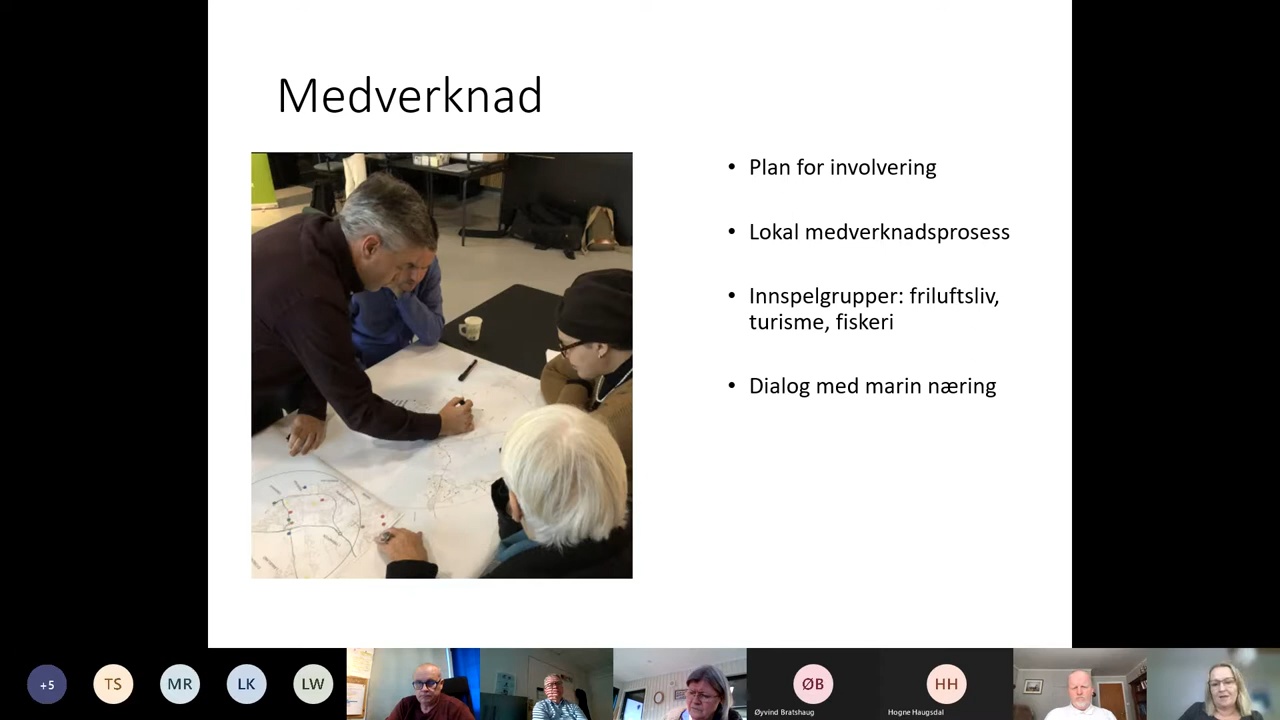 Medverknad
• Plan for involvering
• Lokal medverknadsprosess
• Innspelgrupper: friluftsliv,
turisme, fiskeri
• Dialog med marin næring
+5
TS
MR
LK
LW
ØB
Øyvind Bratshaug
HH
Hogne Haugsdal